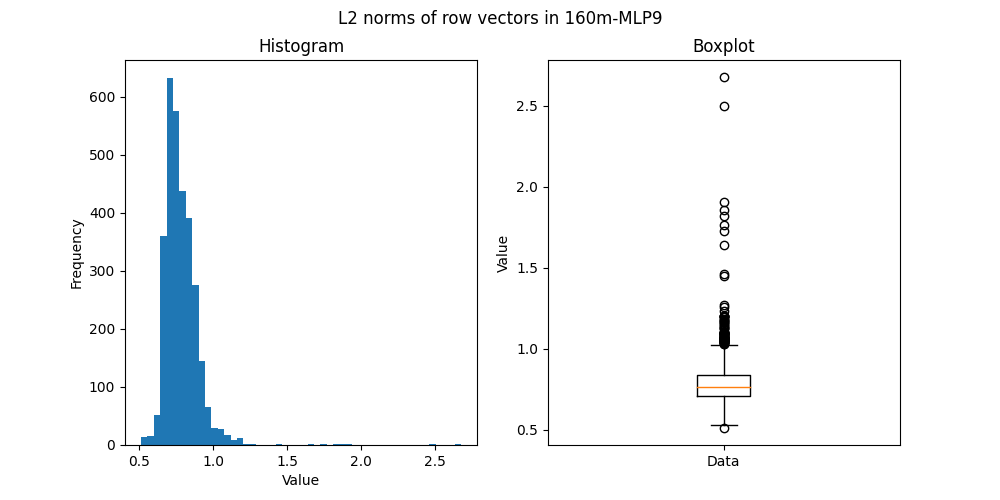 L2 norms of row vectors in 160m-MLP9
Histogram
Frequency
600
500
400
300
200
100
0
0.5 1.0 1.5 2.0 2.5
Value
Boxplot
Value
2.5
2.0
1.5
1.0
0.5
Data